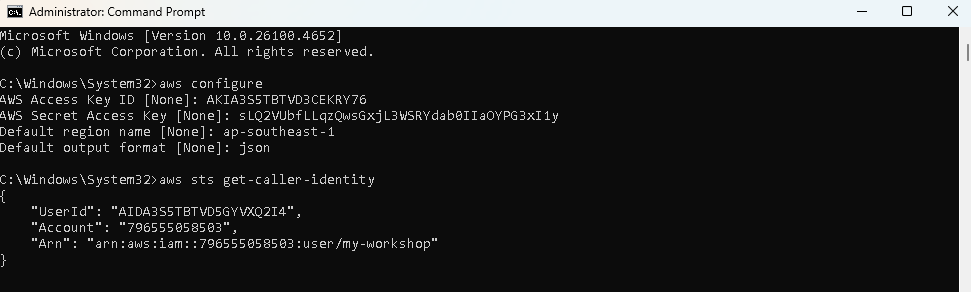 Administrator: Command Prompt
Microsoft Windows [Version 10.0.26100.4652]
(c) Microsoft Corporation. All rights reserved.
C:\Windows\System32>aws configure
AWS Access Key ID [None]: AKIA3S5TBTVD3CEKRY76
AWS Secret Access Key [None]:
Default region name [None]: ap-southeast-1
Default output format [None]: json
C:\Windows\System32>aws sts get-caller-identity
{
"UserId": "AIDA3S5TBTVD5GYVXQ2I4",
"Account": "796555058503",
"Arn": "arn:aws:iam::796555058503:user/my-workshop"
}